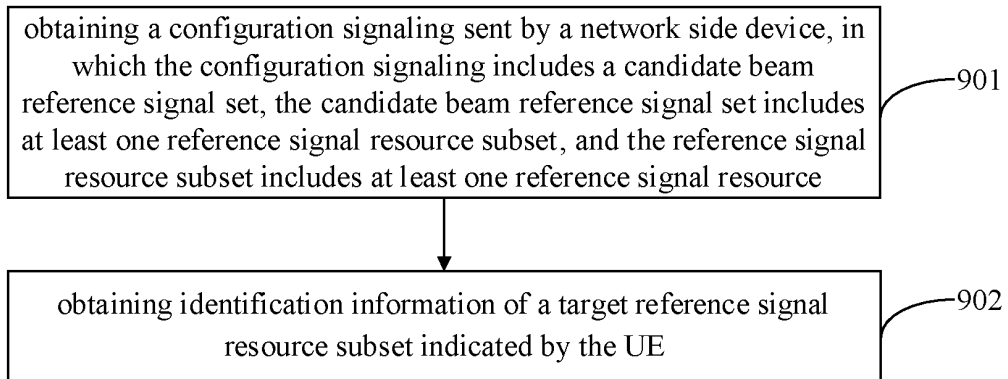 obtaining a configuration signaling sent by a network side device, in
which the configuration signaling includes a candidate beam
reference signal set, the candidate beam reference signal set includes
at least one reference signal resource subset, and the reference signal
resource subset includes at least one reference signal resource
901
obtaining identification information of a target reference signal
resource subset indicated by the UE
902